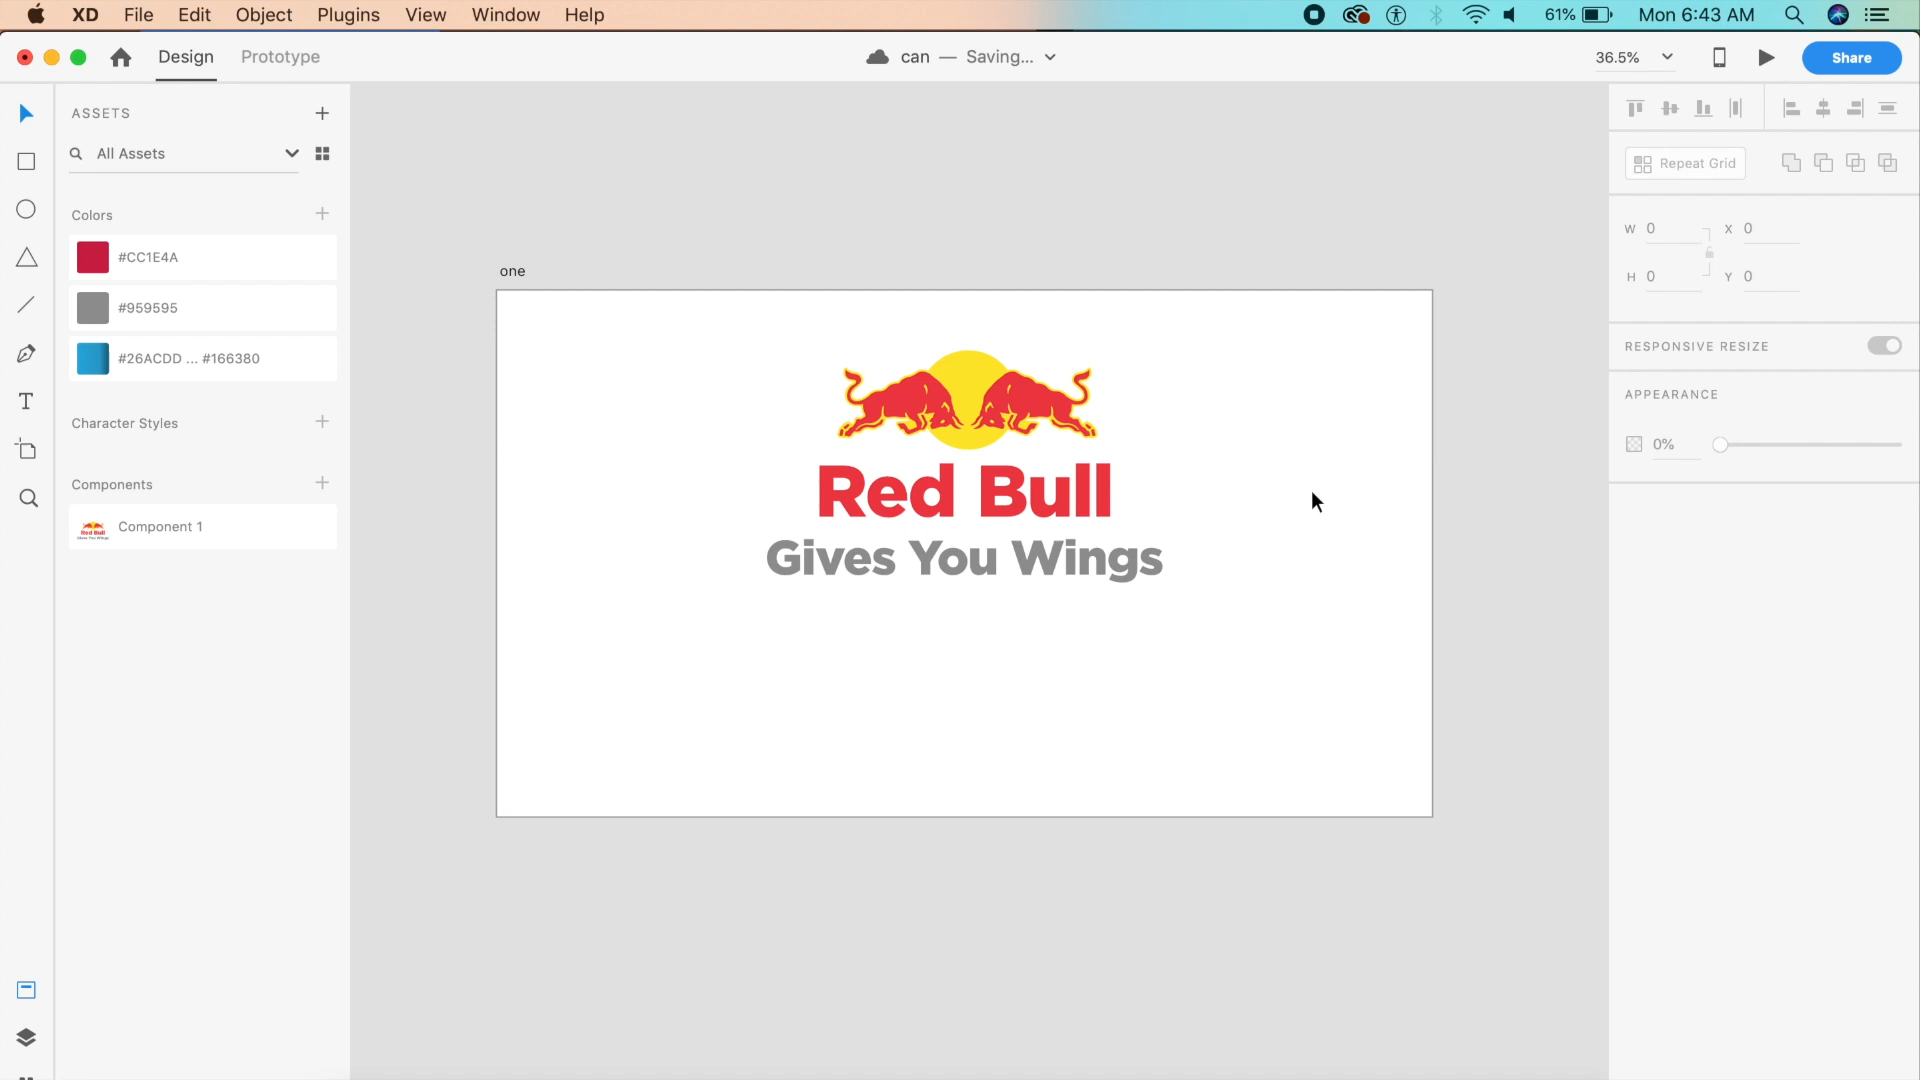 XD File Edit Object Plugins View Window Help 61% Mon 6:43 AM
Design Prototype can — Saving... 36.5% Share
ASSETS
All Assets
Colors
#CC1E4A
#959595
#26ACDD ... #166380
Character Styles
Components
Component 1
one
Red Bull
Gives You Wings
Repeat Grid
W 0 X 0
H 0 Y 0
RESPONSIVE RESIZE
APPEARANCE
0%